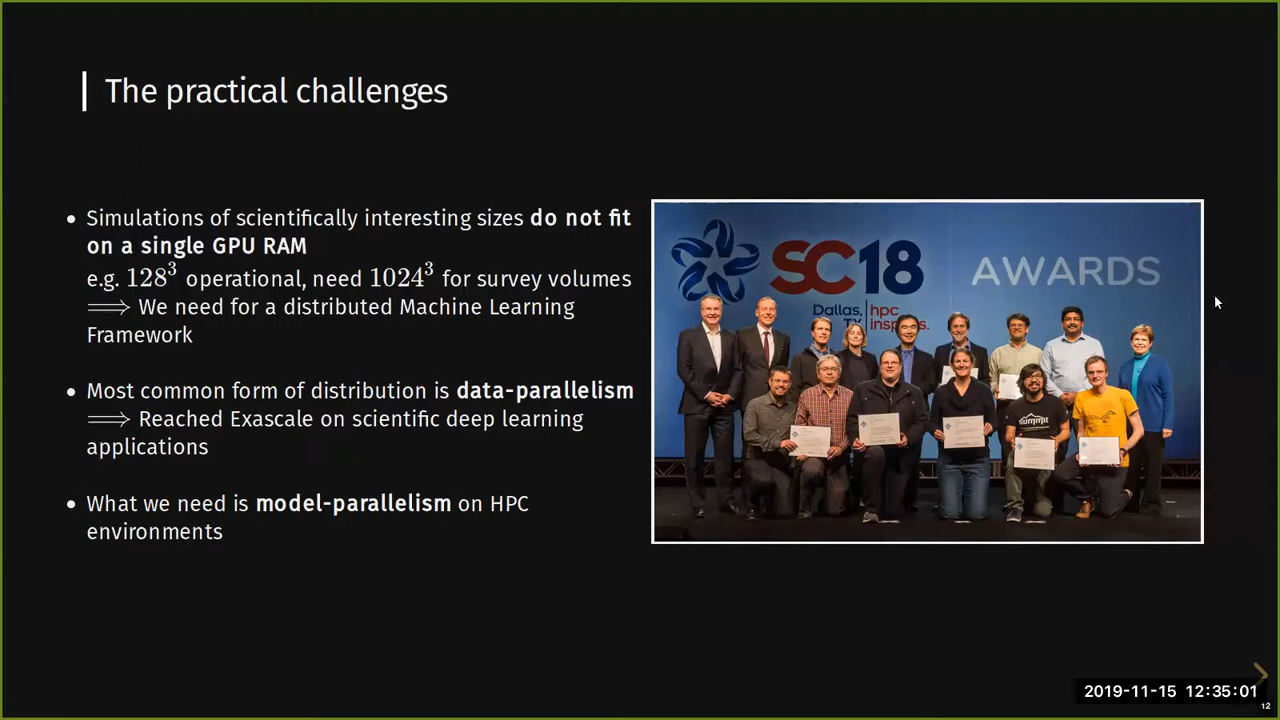 The practical challenges
• Simulations of scientifically interesting sizes do not fit
on a single GPU RAM
e.g. 128³ operational, need 1024³ for survey volumes
⟹ We need for a distributed Machine Learning
Framework
• Most common form of distribution is data-parallelism
⟹ Reached Exascale on scientific deep learning
applications
• What we need is model-parallelism on HPC
environments
SC18
AWARDS
Dallas, hpc
TX
summit
2019-11-15 12:35:01
12